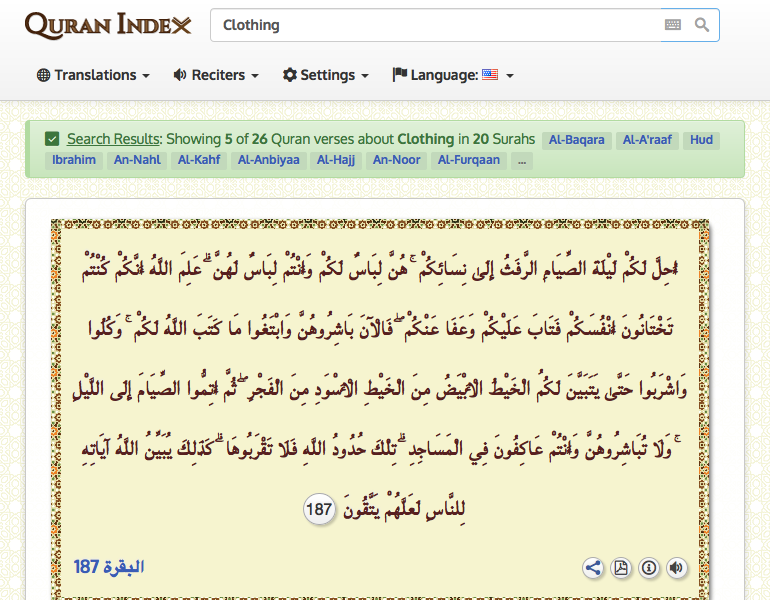 QURAN INDEX
Clothing
Translations Reciters Settings Language:
Search Results: Showing 5 of 26 Quran verses about Clothing in 20 Surahs Al-Baqara Al-A'raaf Hud
Ibrahim An-Nahl Al-Kahf Al-Anbiyaa Al-Hajj An-Noor Al-Furqaan ...
أُحِلَّ لَكُمْ لَيْلَةَ الصِّيَامِ الرَّفَثُ إِلَىٰ نِسَائِكُمْ ۚ هُنَّ لِبَاسٌ لَكُمْ وَأَنْتُمْ لِبَاسٌ لَهُنَّ ۗ عَلِمَ اللَّهُ أَنَّكُمْ كُنْتُمْ
تَخْتَانُونَ أَنْفُسَكُمْ فَتَابَ عَلَيْكُمْ وَعَفَا عَنْكُمْ ۖ فَالْآنَ بَاشِرُوهُنَّ وَابْتَغُوا مَا كَتَبَ اللَّهُ لَكُمْ ۚ وَكُلُوا
وَاشْرَبُوا حَتَّىٰ يَتَبَيَّنَ لَكُمُ الْخَيْطُ الْأَبْيَضُ مِنَ الْخَيْطِ الْأَسْوَدِ مِنَ الْفَجْرِ ۖ ثُمَّ أَتِمُّوا الصِّيَامَ إِلَى اللَّيْلِ
ۚ وَلَا تُبَاشِرُوهُنَّ وَأَنْتُمْ عَاكِفُونَ فِي الْمَسَاجِدِ ۗ تِلْكَ حُدُودُ اللَّهِ فَلَا تَقْرَبُوهَا ۗ كَذَٰلِكَ يُبَيِّنُ اللَّهُ آيَاتِهِ
لِلنَّاسِ لَعَلَّهُمْ يَتَّقُونَ 187
البقرة 187